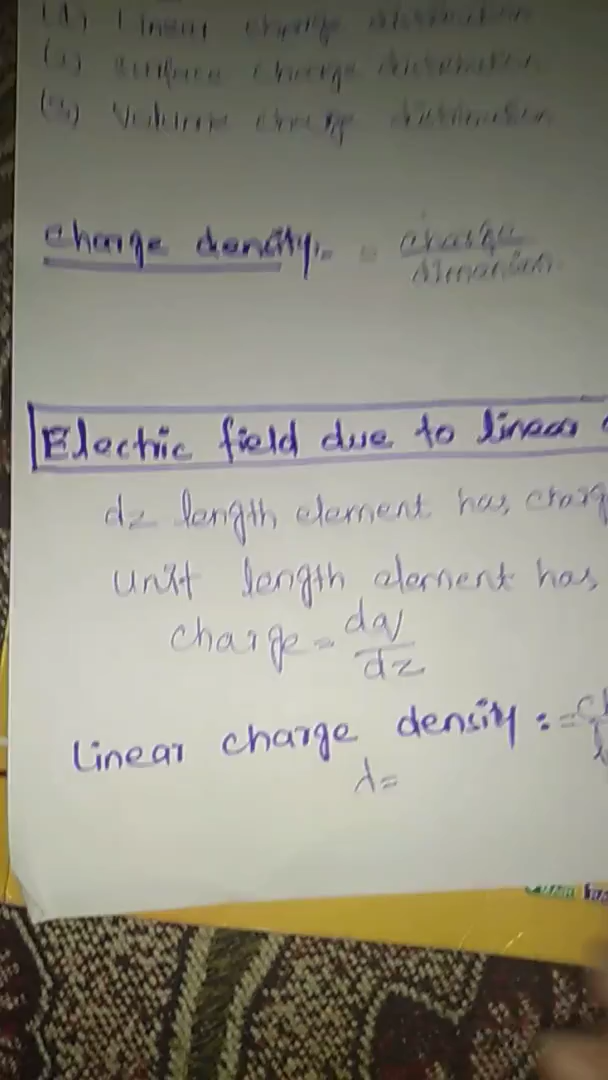 (1) Linear charge distribution
(2) surface charge distribution
(3) Volume charge distribution
charge density:- = charge
dimension
Electric field due to linear
dz length element has charg
unit length element has
charge = dq/dz
Linear charge density :=
λ=